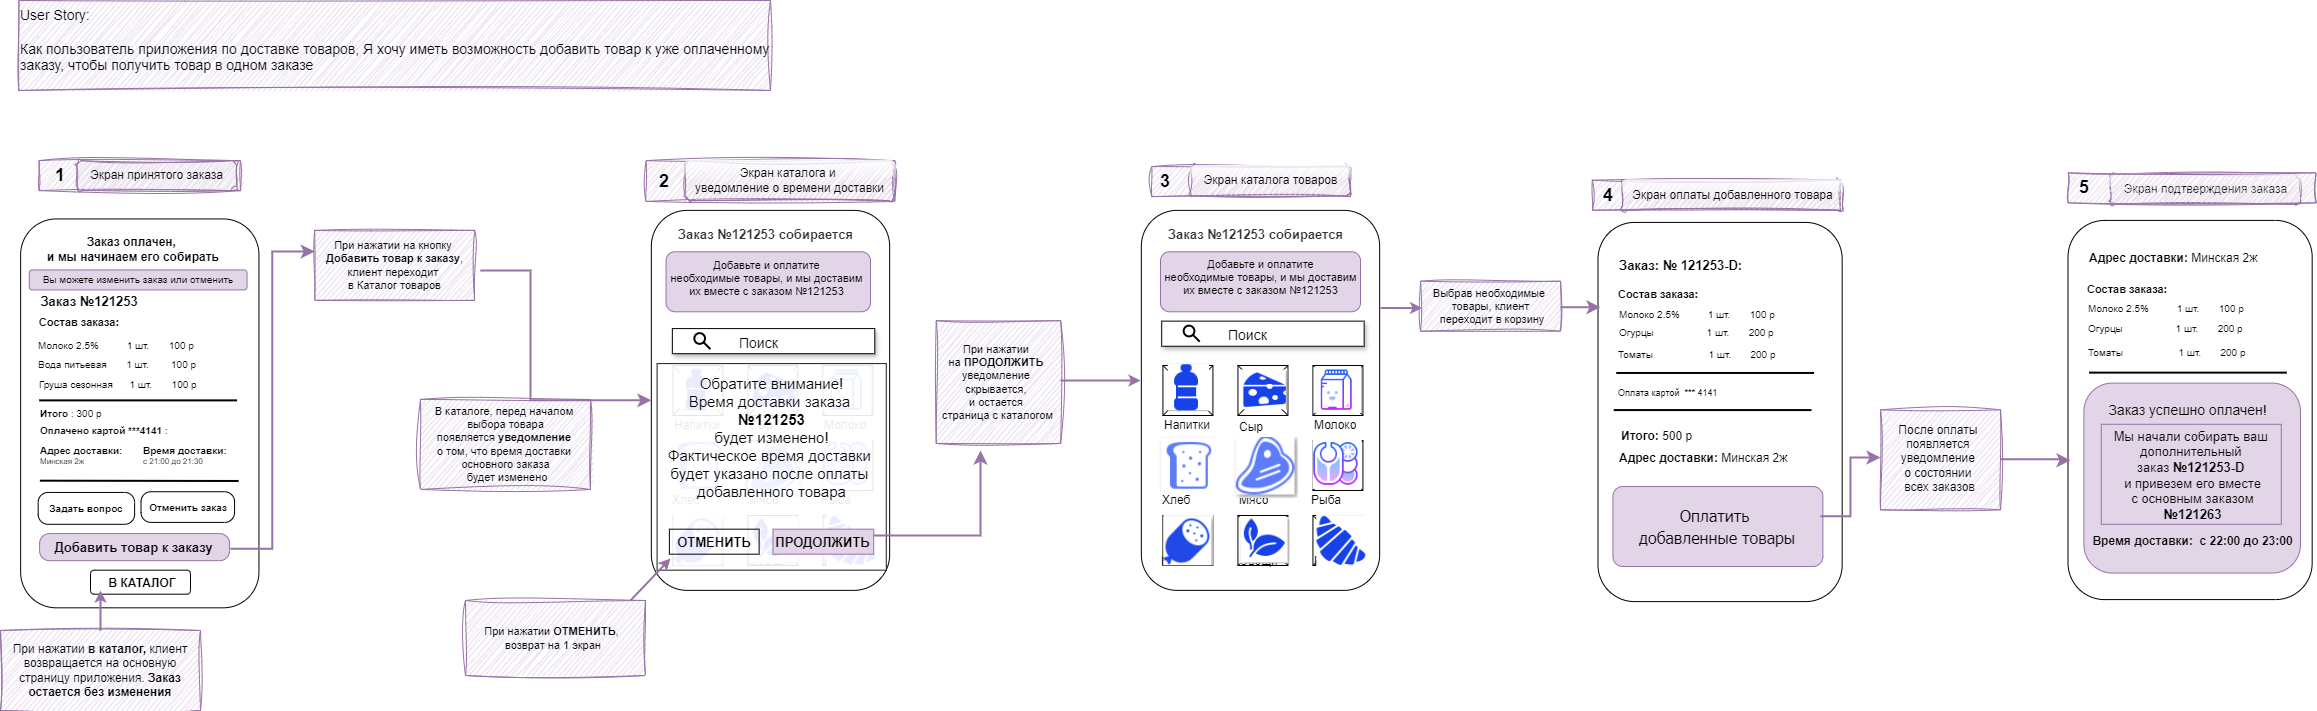 User Story:
Как пользователь приложения по доставке товаров, Я хочу иметь возможность добавить товар к уже оплаченному
заказу, чтобы получить товар в одном заказе
1
Экран принятого заказа
Заказ оплачен,
и мы начинаем его собирать
Вы можете изменить заказ или отменить
Заказ №121253
Состав заказа:
Молоко 2.5% 1 шт. 100 р
Вода питьевая 1 шт. 100 р
Груша сезонная 1 шт. 100 р
Итого : 300 р
Оплачено картой ***4141 :
Адрес доставки: Время доставки:
Минская 2ж с 21:00 до 21:30
Задать вопрос
Отменить заказ
Добавить товар к заказу
В КАТАЛОГ
При нажатии в каталог, клиент
возвращается на основную
страницу приложения. Заказ
остается без изменения
При нажатии на кнопку
Добавить товар к заказу,
клиент переходит
в Каталог товаров
В каталоге, перед началом
выбора товара
появляется уведомление
о том, что время доставки
основного заказа
будет изменено
2
Экран каталога и
уведомление о времени доставки
Заказ №121253 собирается
Добавьте и оплатите
необходимые товары, и мы доставим
их вместе с заказом №121253
Поиск
Напитки
Молоко
Обратите внимание!
Время доставки заказа
№121253
будет изменено!
Фактическое время доставки
будет указано после оплаты
добавленного товара
ОТМЕНИТЬ
ПРОДОЛЖИТЬ
При нажатии ОТМЕНИТЬ,
возврат на 1 экран
При нажатии
на ПРОДОЛЖИТЬ
уведомление
скрывается,
и остается
страница с каталогом
3
Экран каталога товаров
Заказ №121253 собирается
Добавьте и оплатите
необходимые товары, и мы доставим
их вместе с заказом №121253
Поиск
Напитки
Сыр
Молоко
Хлеб
Мясо
Рыба
Выбрав необходимые
товары, клиент
переходит в корзину
4
Экран оплаты добавленного товара
Заказ: № 121253-D:
Состав заказа:
Молоко 2.5% 1 шт. 100 р
Огурцы 1 шт. 200 р
Томаты 1 шт. 200 р
Оплата картой *** 4141
Итого: 500 р
Адрес доставки: Минская 2ж
Оплатить
добавленные товары
После оплаты
появляется
уведомление
о состоянии
всех заказов
5
Экран подтверждения заказа
Адрес доставки: Минская 2ж
Состав заказа:
Молоко 2.5% 1 шт. 100 р
Огурцы 1 шт. 200 р
Томаты 1 шт. 200 р
Заказ успешно оплачен!
Мы начали собирать ваш
дополнительный
заказ №121253-D
и привезем его вместе
с основным заказом
№121263
Время доставки: с 22:00 до 23:00